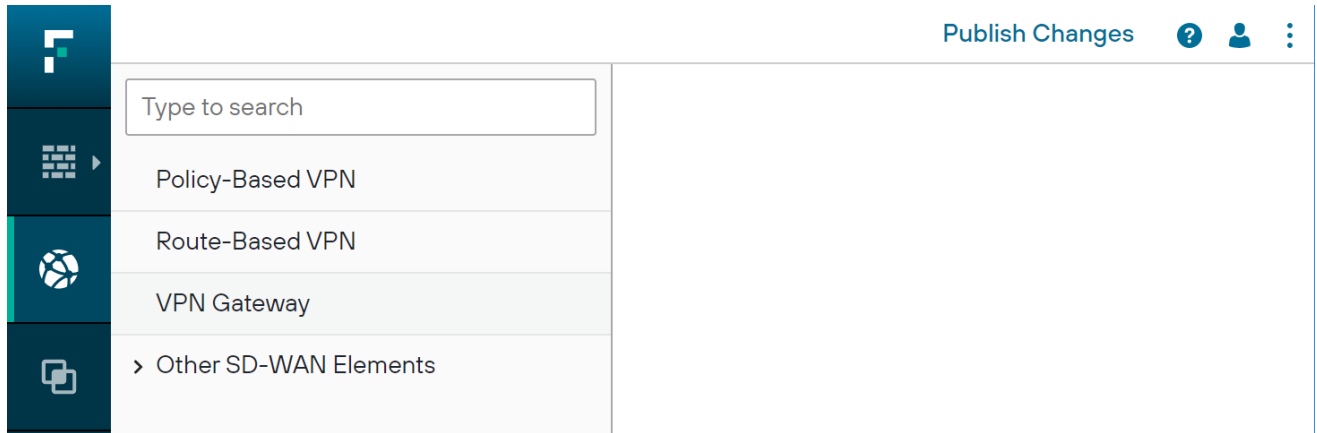 Publish Changes
Type to search
Policy-Based VPN
Route-Based VPN
VPN Gateway
Other SD-WAN Elements